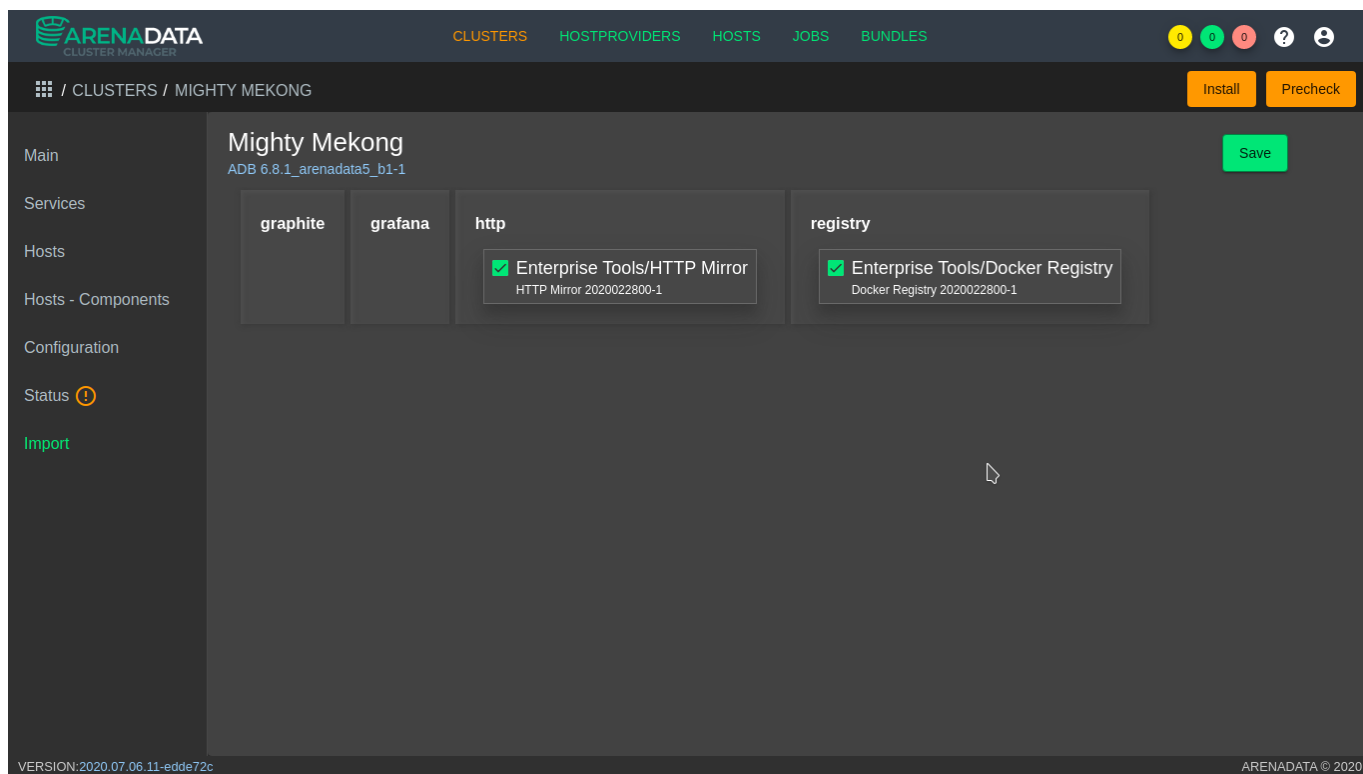 ARENADATA
CLUSTER MANAGER
CLUSTERS HOSTPROVIDERS HOSTS JOBS BUNDLES
0 0 0 ?
/ CLUSTERS / MIGHTY MEKONG
Install Precheck
Main
Services
Hosts
Hosts - Components
Configuration
Status !
Import
Mighty Mekong
ADB 6.8.1_arenadata5_b1-1
Save
graphite grafana http registry
Enterprise Tools/HTTP Mirror
HTTP Mirror 2020022800-1
Enterprise Tools/Docker Registry
Docker Registry 2020022800-1
VERSION:2020.07.06.11-edde72c
ARENADATA © 2020